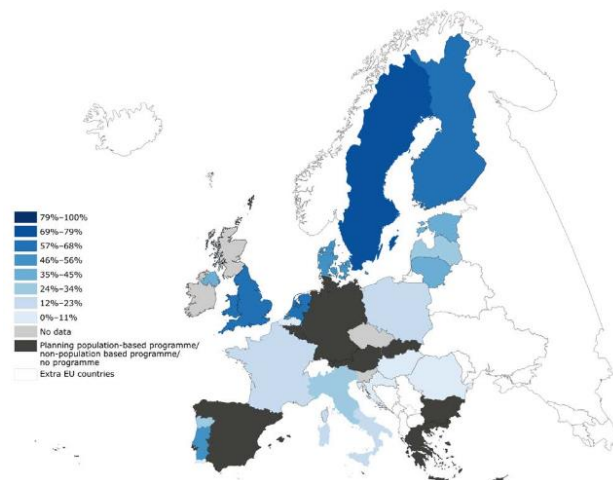 79%–100%
69%–79%
57%–68%
46%–56%
35%–45%
24%–34%
12%–23%
0%–11%
No data
Planning population-based programme/
non-population based programme/
no programme
Extra EU countries